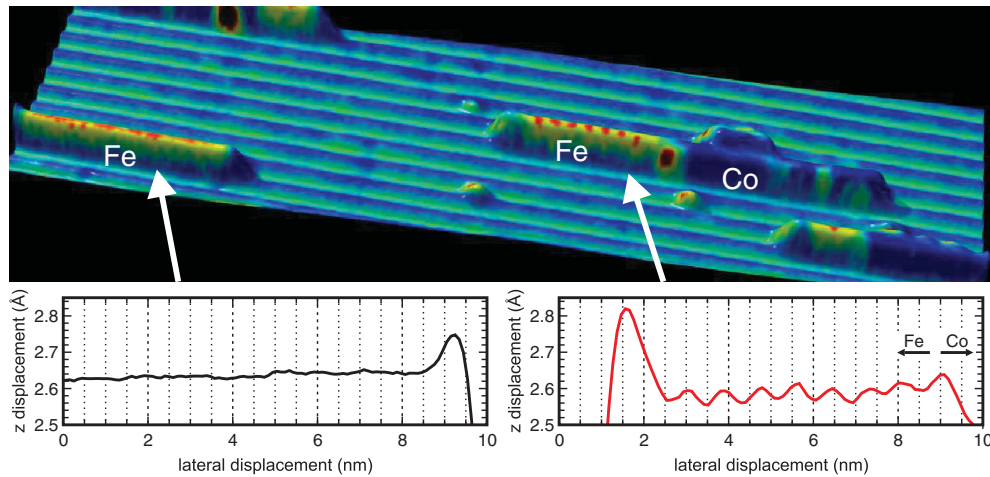 Fe
Fe
Co
z displacement (Å)
2.8
2.7
2.6
2.5
0
2
4
6
8
10
lateral displacement (nm)
z displacement (Å)
2.8
2.7
2.6
2.5
Fe
Co
0
2
4
6
8
10
lateral displacement (nm)